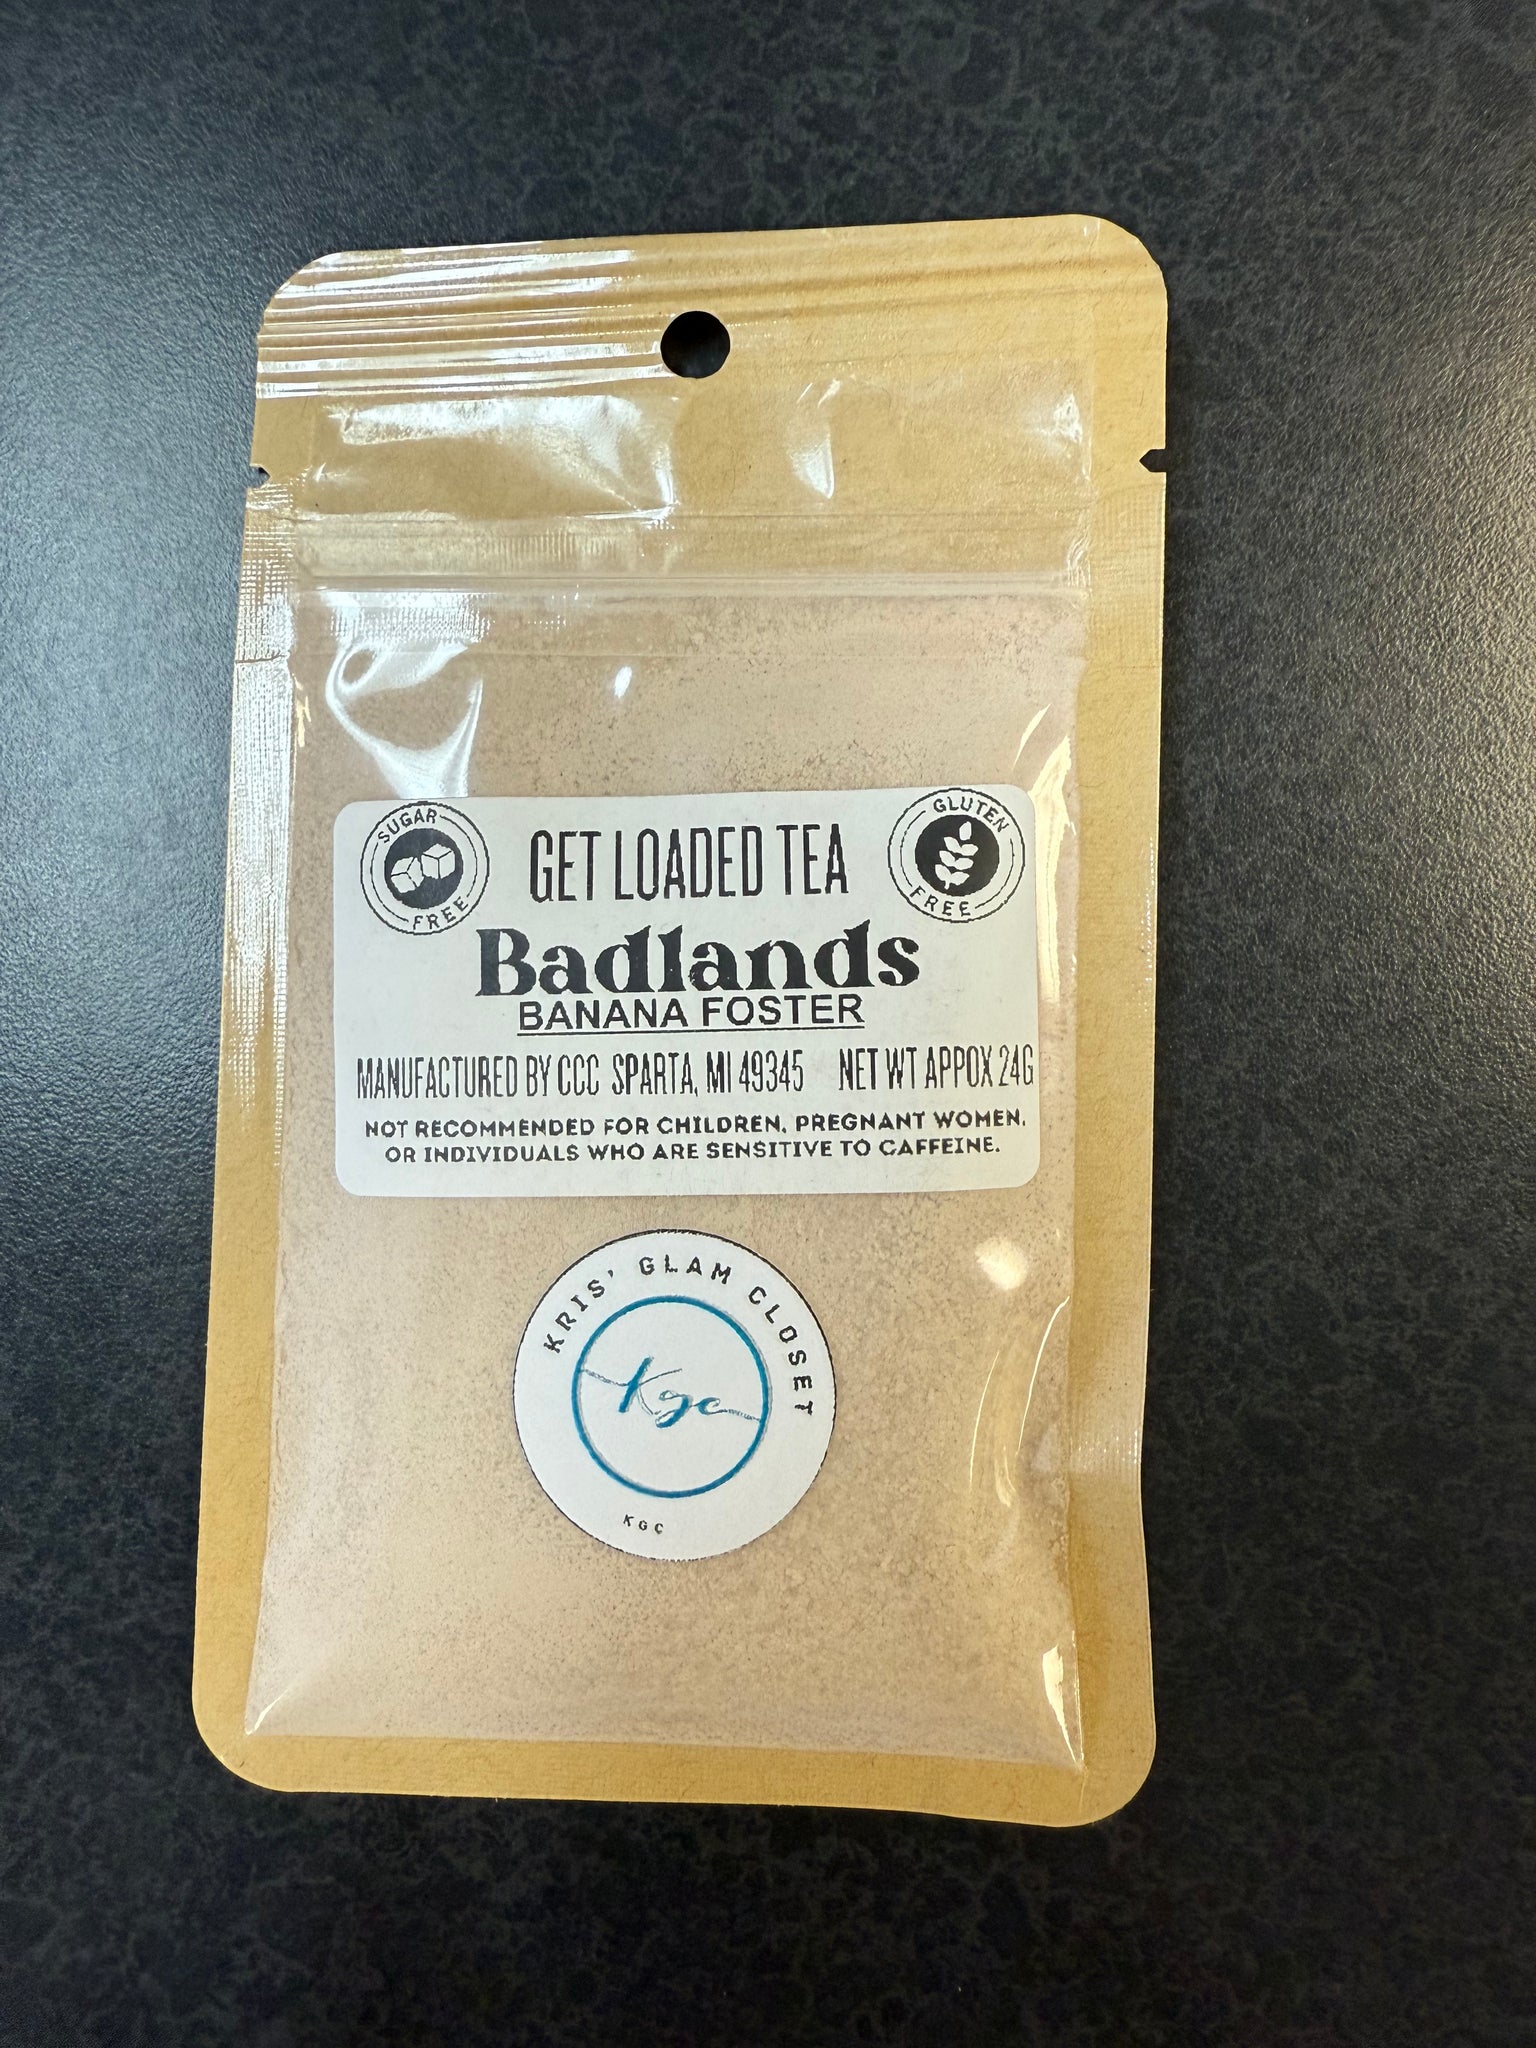 SUGAR FREE
GLUTEN FREE
GET LOADED TEA
Badlands
BANANA FOSTER
MANUFACTURED BY CCC SPARTA, MI 49345 NET WT APPOX 24G
NOT RECOMMENDED FOR CHILDREN, PREGNANT WOMEN,
OR INDIVIDUALS WHO ARE SENSITIVE TO CAFFEINE.
KRIS' GLAM CLOSET
Kgc
KGC